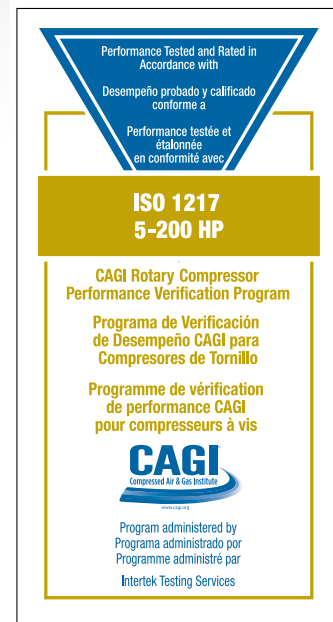 Performance Tested and Rated in
Accordance with
Desempeño probado y calificado
conforme a
Performance testée et
étalonnée
en conformité avec
ISO 1217
5-200 HP
CAGI Rotary Compressor
Performance Verification Program
Programa de Verificación
de Desempeño CAGI para
Compresores de Tornillo
Programme de vérification
de performance CAGI
pour compresseurs à vis
CAGI
Compressed Air & Gas Institute
www.cagi.org
Program administered by
Programa administrado por
Programme administré par
Intertek Testing Services